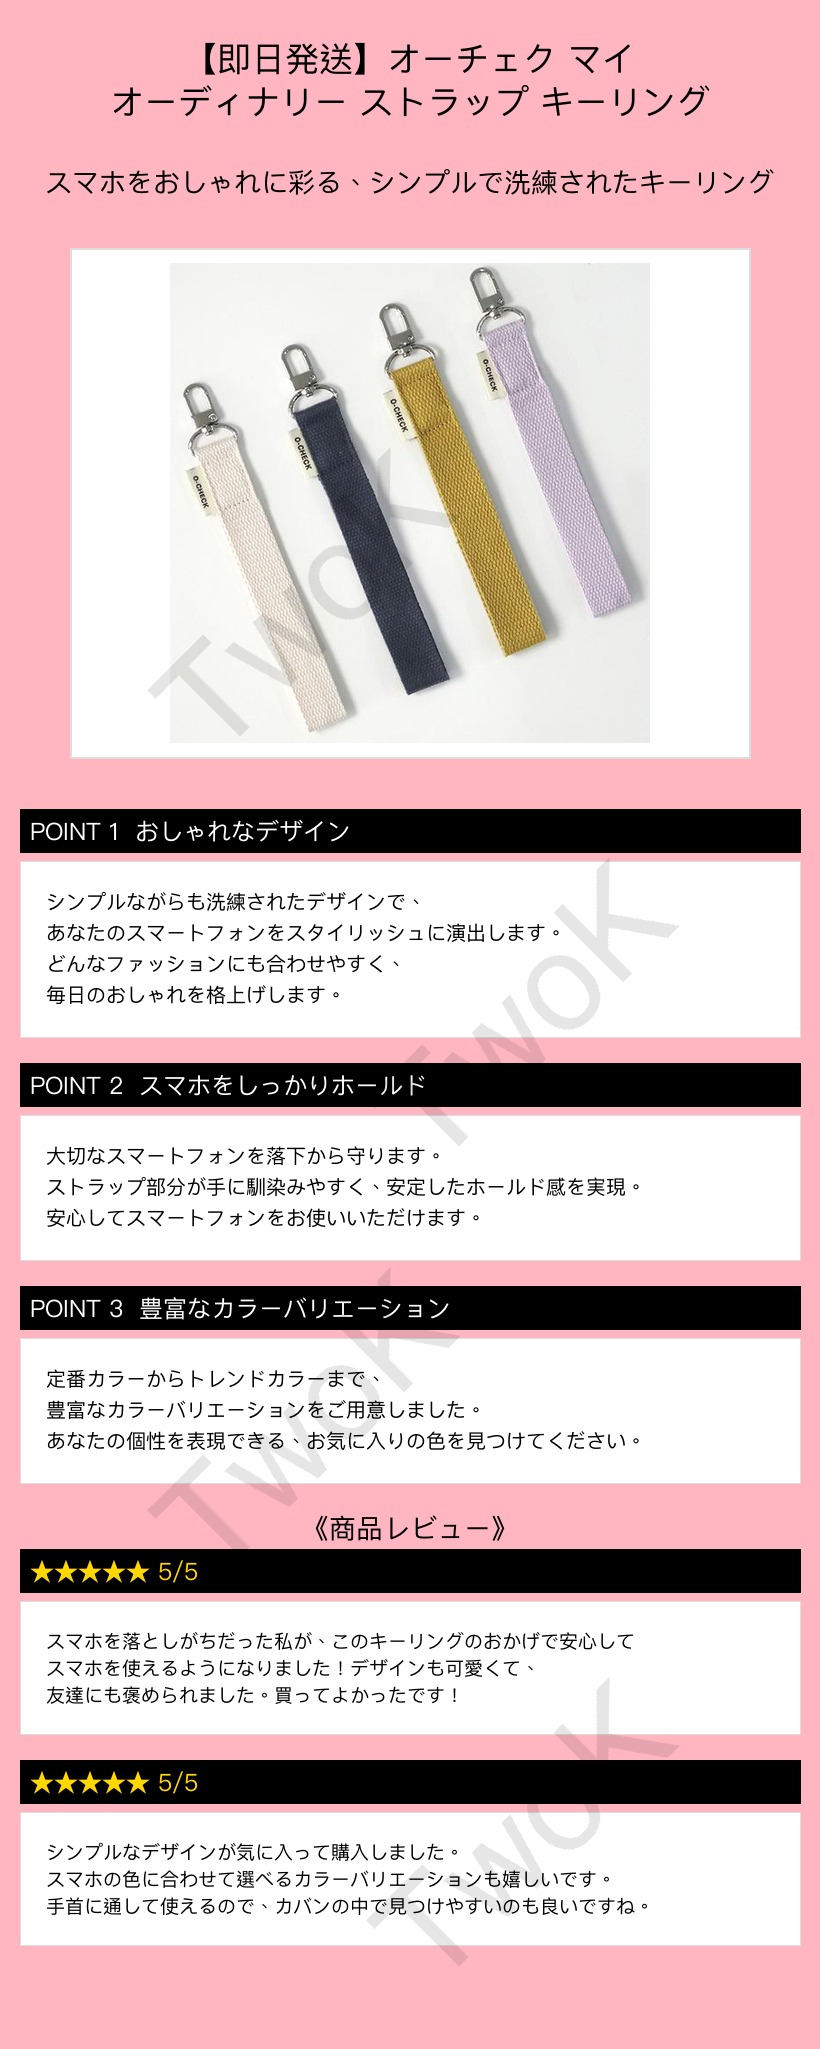 【即日発送】オーチェク マイ
オーディナリー ストラップ キーリング
スマホをおしゃれに彩る、シンプルで洗練されたキーリング
O-CHECK
O-CHECK
O-CHECK
O-CHECK
TwoK
POINT 1 おしゃれなデザイン
シンプルながらも洗練されたデザインで、
あなたのスマートフォンをスタイリッシュに演出します。
どんなファッションにも合わせやすく、
毎日のおしゃれを格上げします。
TwoK
POINT 2 スマホをしっかりホールド
大切なスマートフォンを落下から守ります。
ストラップ部分が手に馴染みやすく、安定したホールド感を実現。
安心してスマートフォンをお使いいただけます。
POINT 3 豊富なカラーバリエーション
定番カラーからトレンドカラーまで、
豊富なカラーバリエーションをご用意しました。
あなたの個性を表現できる、お気に入りの色を見つけてください。
TwoK
《商品レビュー》
★★★★★ 5/5
スマホを落としがちだった私が、このキーリングのおかげで安心して
スマホを使えるようになりました！デザインも可愛くて、
友達にも褒められました。買ってよかったです！
★★★★★ 5/5
シンプルなデザインが気に入って購入しました。
スマホの色に合わせて選べるカラーバリエーションも嬉しいです。
手首に通して使えるので、カバンの中で見つけやすいのも良いですね。
TwoK